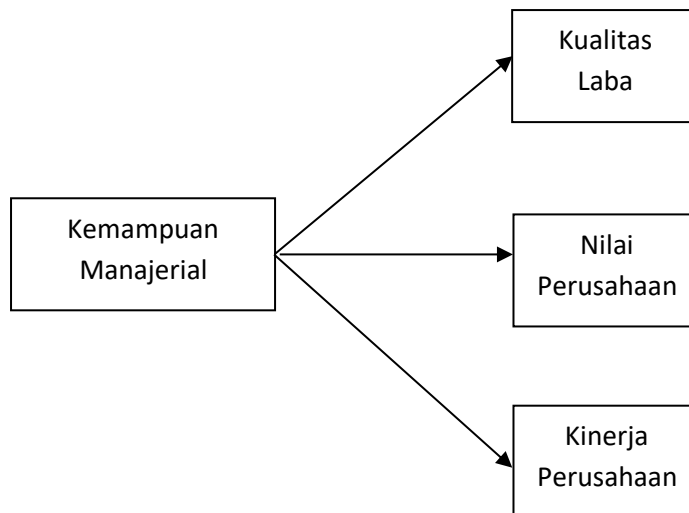 Kualitas
Laba
Kemampuan
Manajerial
Nilai
Perusahaan
Kinerja
Perusahaan